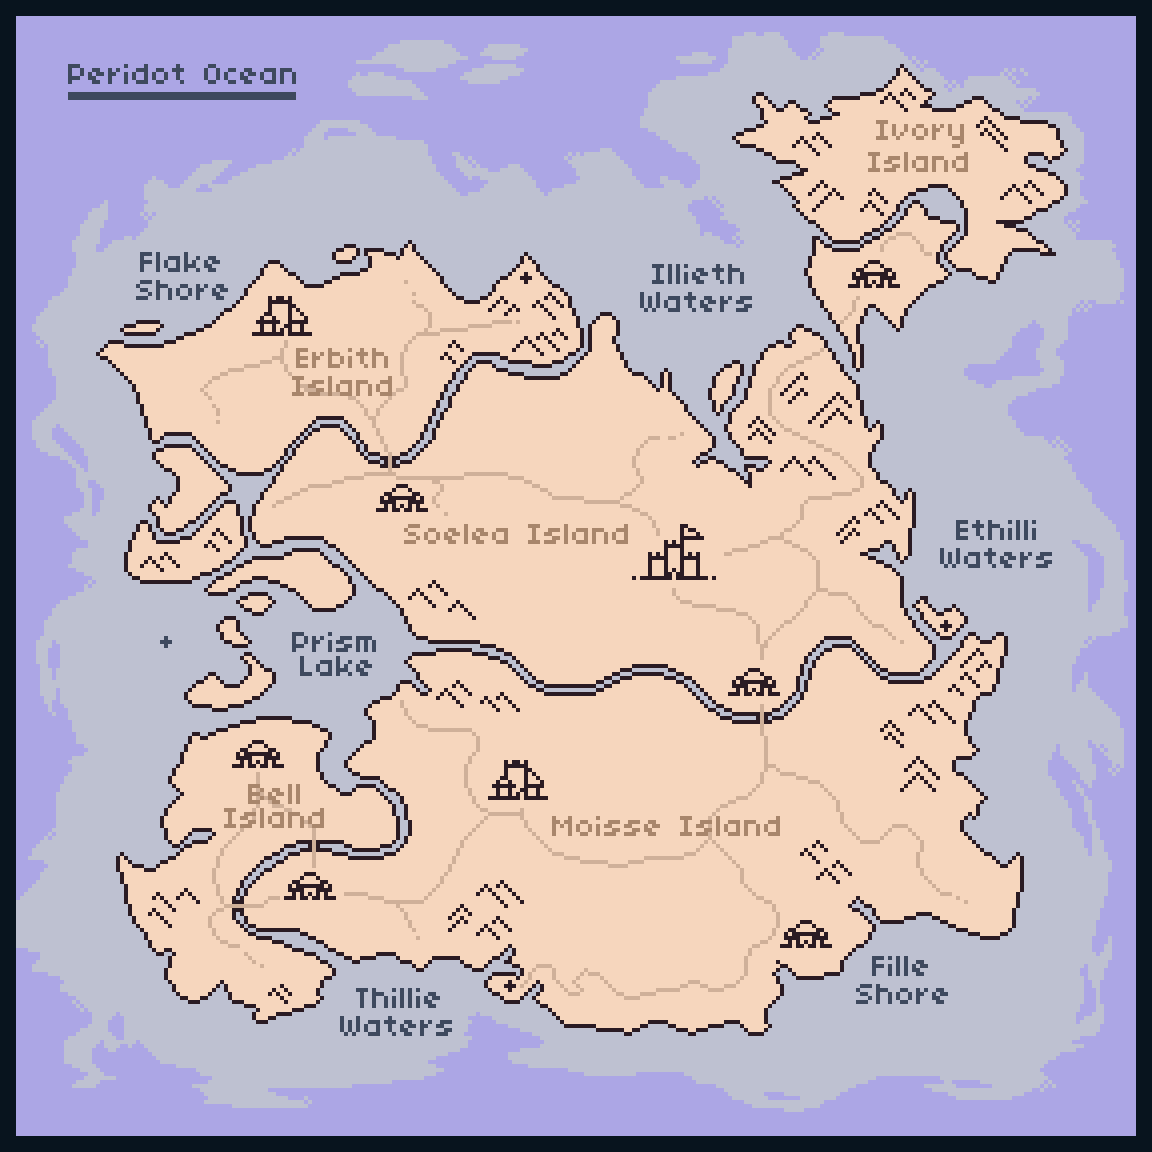 Peridot Ocean
Ivory
Island
Flake
Shore
Illieth
Waters
Erbith
Island
Soelea Island
Ethilli
Waters
Prism
Lake
Bell
Island
Moisse Island
Fille
Shore
Thillie
Waters